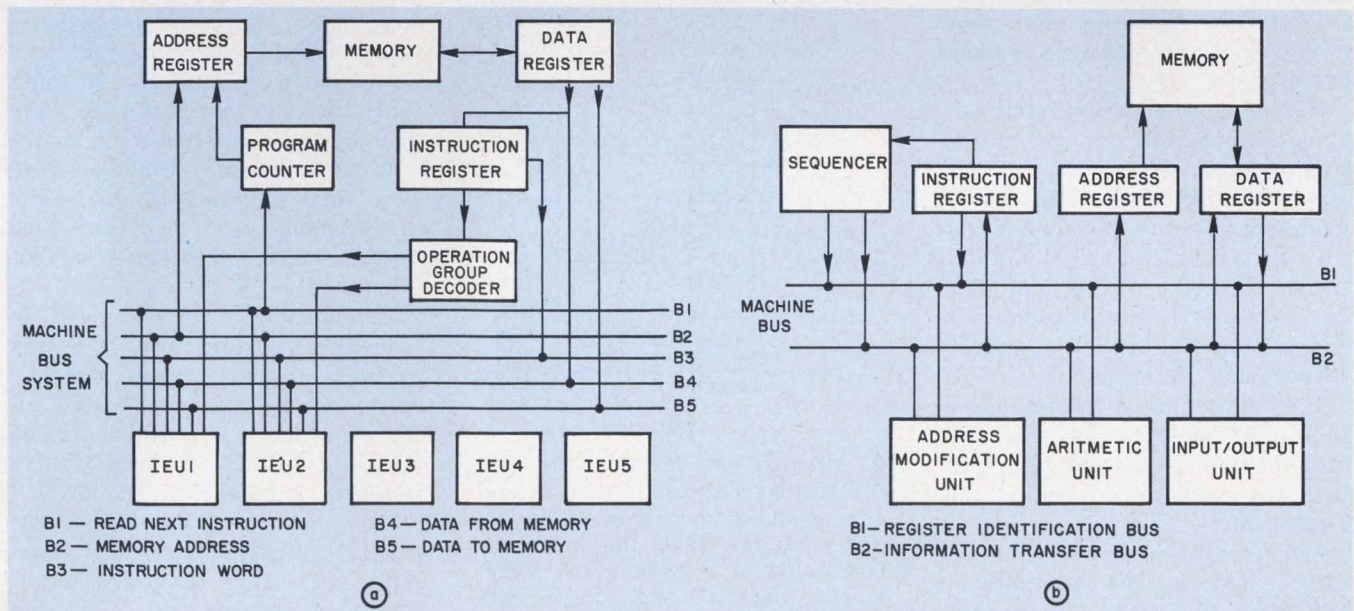 ADDRESS
REGISTER
MEMORY
DATA
REGISTER
PROGRAM
COUNTER
INSTRUCTION
REGISTER
OPERATION
GROUP
DECODER
MACHINE
BUS
SYSTEM
B1
B2
B3
B4
B5
IEU1
IEU2
IEU3
IEU4
IEU5
B1 — READ NEXT INSTRUCTION
B2 — MEMORY ADDRESS
B3 — INSTRUCTION WORD
B4 — DATA FROM MEMORY
B5 — DATA TO MEMORY
a
MEMORY
SEQUENCER
INSTRUCTION
REGISTER
ADDRESS
REGISTER
DATA
REGISTER
MACHINE
BUS
B1
B2
ADDRESS
MODIFICATION
UNIT
ARITMETIC
UNIT
INPUT/OUTPUT
UNIT
B1—REGISTER IDENTIFICATION BUS
B2—INFORMATION TRANSFER BUS
b